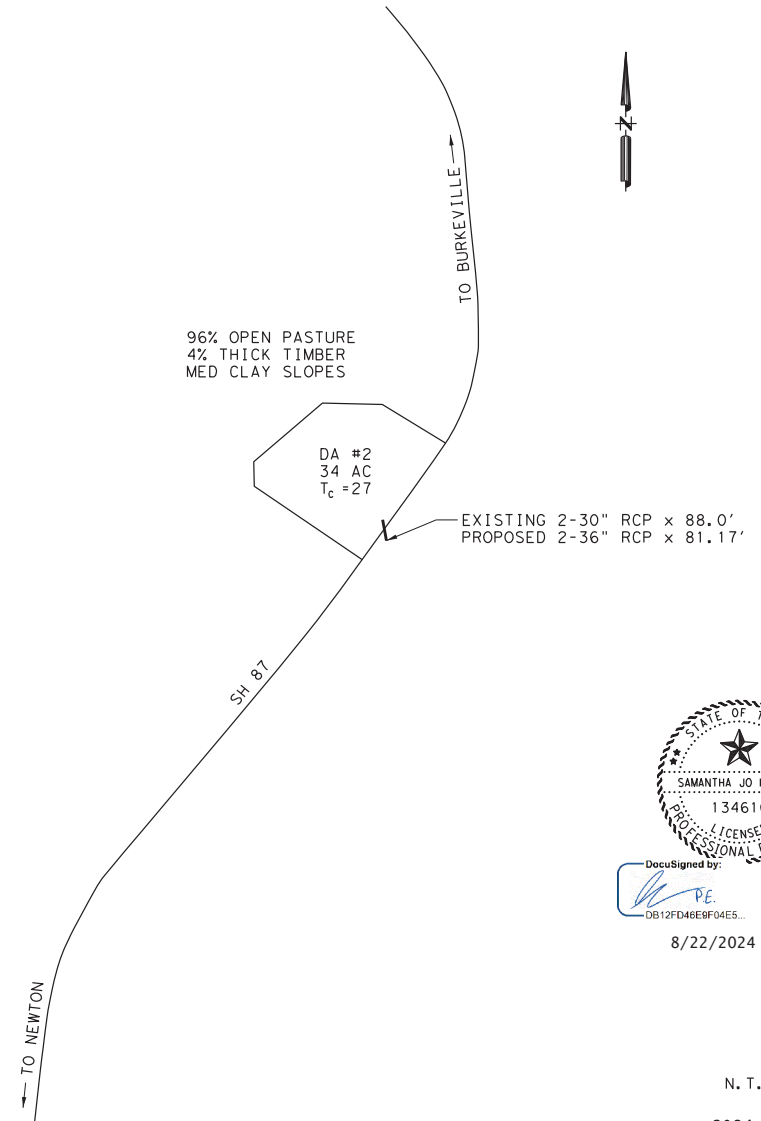 N
TO BURKEVILLE
96% OPEN PASTURE
4% THICK TIMBER
MED CLAY SLOPES
DA #2
34 AC
Tc =27
EXISTING 2-30" RCP x 88.0'
PROPOSED 2-36" RCP x 81.17'
SH 87
STATE OF
SAMANTHA JO
13461
LICENSE
PROFESSIONAL
DocuSigned by:
P.E.
DB12FD46E9F04E5...
8/22/2024
TO NEWTON
N.T.